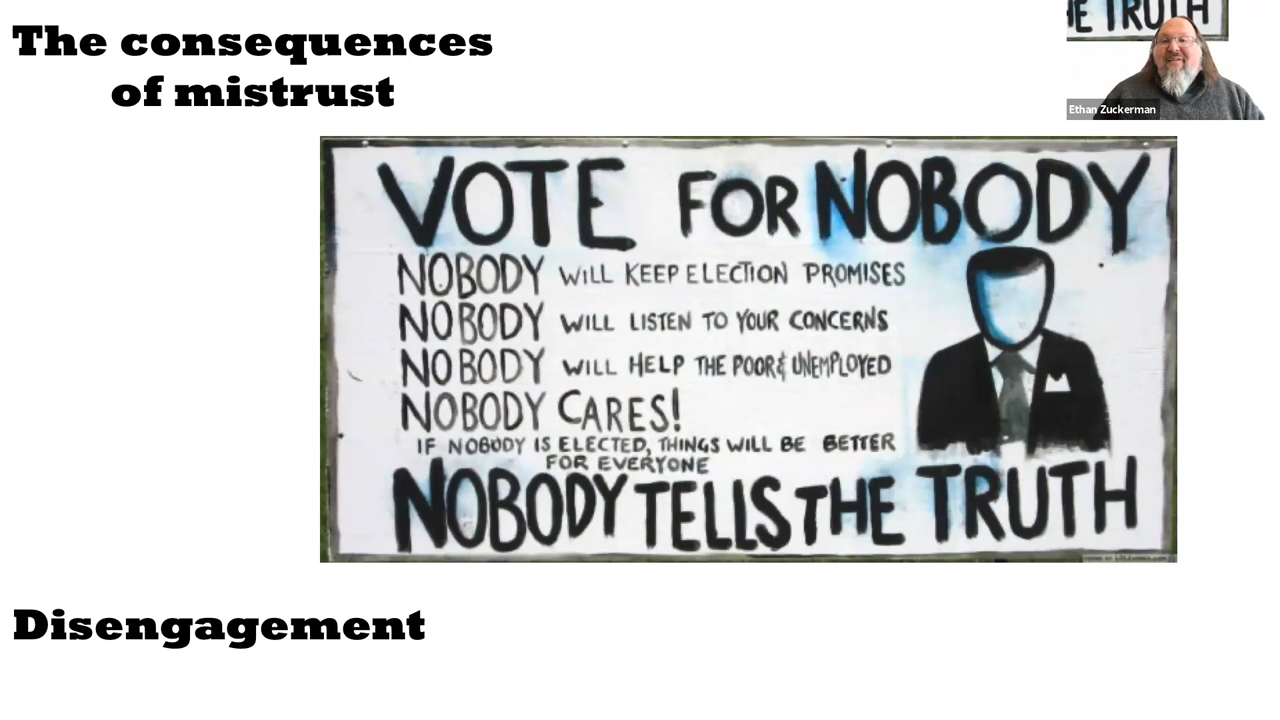 The consequences
of mistrust
E TRUTH
Ethan Zuckerman
VOTE FOR NOBODY
NOBODY WILL KEEP ELECTION PROMISES
NOBODY WILL LISTEN TO YOUR CONCERNS
NOBODY WILL HELP THE POOR & UNEMPLOYED
NOBODY CARES!
IF NOBODY IS ELECTED, THINGS WILL BE BETTER
FOR EVERYONE
NOBODY TELLS THE TRUTH
Disengagement